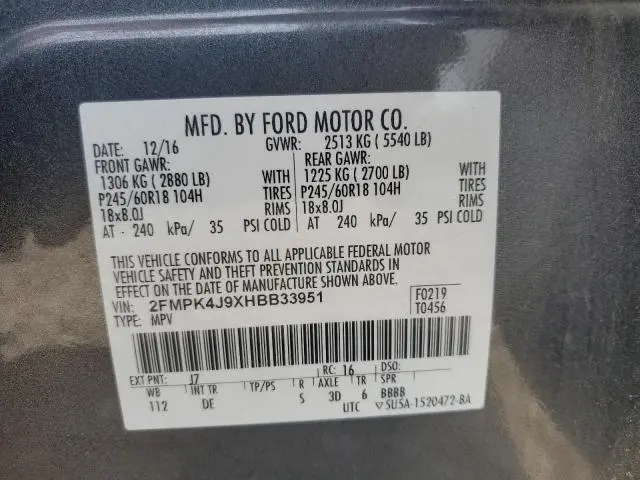 MFD. BY FORD MOTOR CO.
DATE: 12/16 GVWR: 2513 KG ( 5540 LB)
FRONT GAWR: REAR GAWR:
1306 KG ( 2880 LB) WITH 1225 KG ( 2700 LB) WITH
P245/60R18 104H TIRES P245/60R18 104H TIRES
18x8.0J RIMS 18x8.0J RIMS
AT - 240 kPa/ 35 PSI COLD AT - 240 kPa/ 35 PSI COLD
THIS VEHICLE CONFORMS TO ALL APPLICABLE FEDERAL MOTOR
VEHICLE SAFETY AND THEFT PREVENTION STANDARDS IN
EFFECT ON THE DATE OF MANUFACTURE SHOWN ABOVE.
VIN: 2FMPK4J9XHBB33951 F0219
TYPE: MPV T0456
EXT PNT: J7 RC: 16 DSO:
WB INT TR TP/PS R AXLE TR SPR
112 DE S 3D 6 BBBB
UTC ▽5U5A-1520472-BA